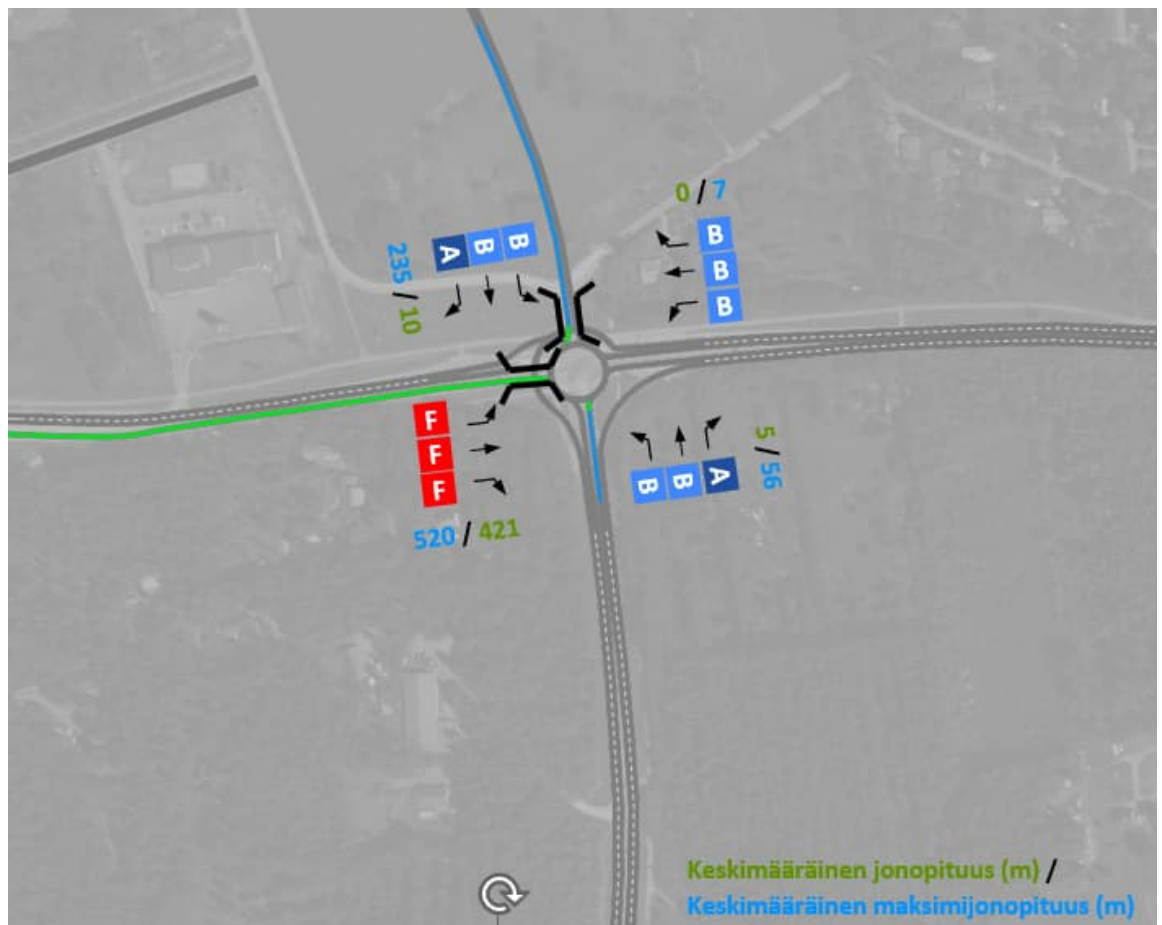 0 / 7
B
B
B
A B B
235 / 10
F
F
F
520 / 421
B B A
5 / 56
Keskimääräinen jonopituus (m) /
Keskimääräinen maksimijonopituus (m)